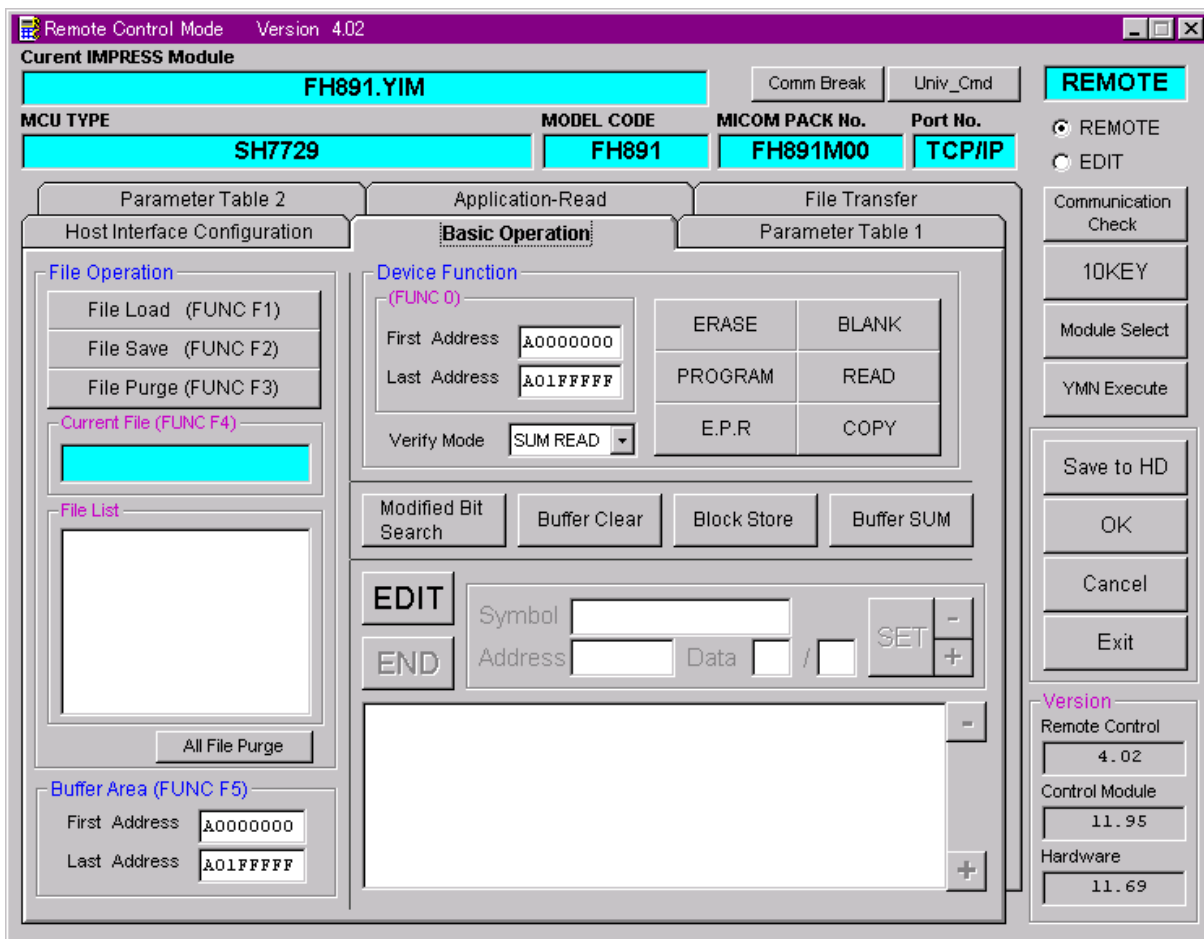 Remote Control Mode Version 4.02
Curent IMPRESS Module
FH891.YIM
Comm Break
Univ_Cmd
REMOTE
MCU TYPE
MODEL CODE
MICOM PACK No.
Port No.
SH7729
FH891
FH891M00
TCP/IP
REMOTE
EDIT
Parameter Table 2
Application-Read
File Transfer
Host Interface Configuration
Basic Operation
Parameter Table 1
File Operation
File Load (FUNC F1)
File Save (FUNC F2)
File Purge (FUNC F3)
Current File (FUNC F4)
File List
All File Purge
Buffer Area (FUNC F5)
First Address A0000000
Last Address A01FFFFF
Device Function
(FUNC 0)
First Address A0000000
Last Address A01FFFFF
Verify Mode SUM READ
ERASE
BLANK
PROGRAM
READ
E.P.R
COPY
Modified Bit
Search
Buffer Clear
Block Store
Buffer SUM
EDIT
END
Symbol
Address
Data /
SET
-
+
-
+
Communication
Check
10KEY
Module Select
YMN Execute
Save to HD
OK
Cancel
Exit
Version
Remote Control
4.02
Control Module
11.95
Hardware
11.69